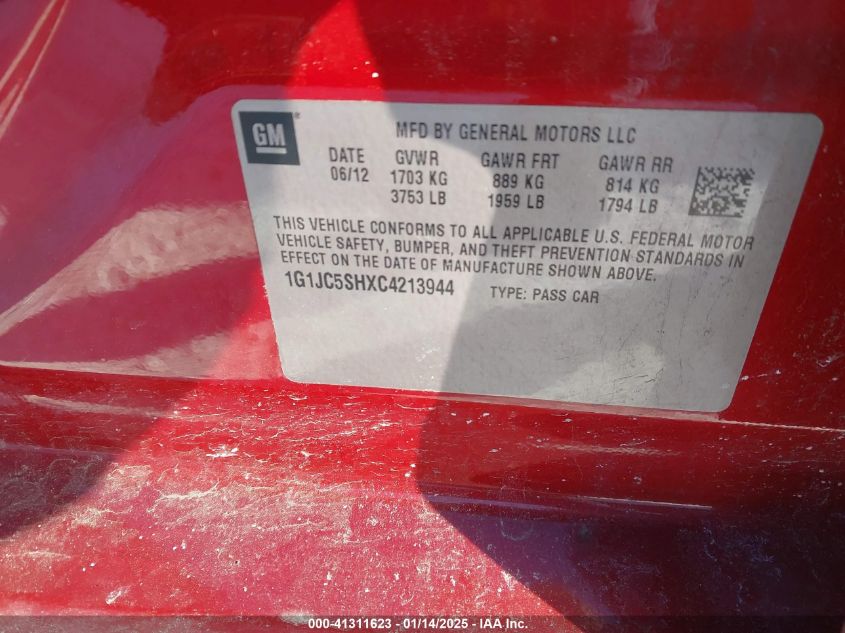 GM
MFD BY GENERAL MOTORS LLC
DATE GVWR GAWR FRT GAWR RR
06/12 1703 KG 889 KG 814 KG
3753 LB 1959 LB 1794 LB
THIS VEHICLE CONFORMS TO ALL APPLICABLE U.S. FEDERAL MOTOR
VEHICLE SAFETY, BUMPER, AND THEFT PREVENTION STANDARDS IN
EFFECT ON THE DATE OF MANUFACTURE SHOWN ABOVE.
1G1JC5SHXC4213944 TYPE: PASS CAR
000-41311623 - 01/14/2025 - IAA Inc.